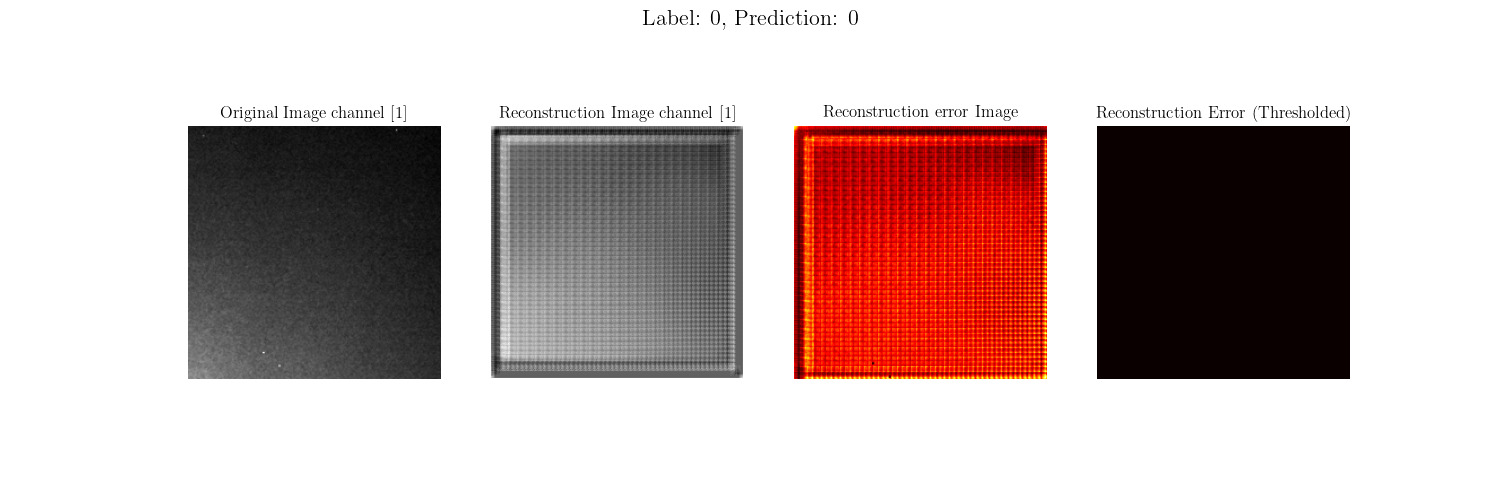 Label: 0, Prediction: 0
Original Image channel [1]
Reconstruction Image channel [1]
Reconstruction error Image
Reconstruction Error (Thresholded)